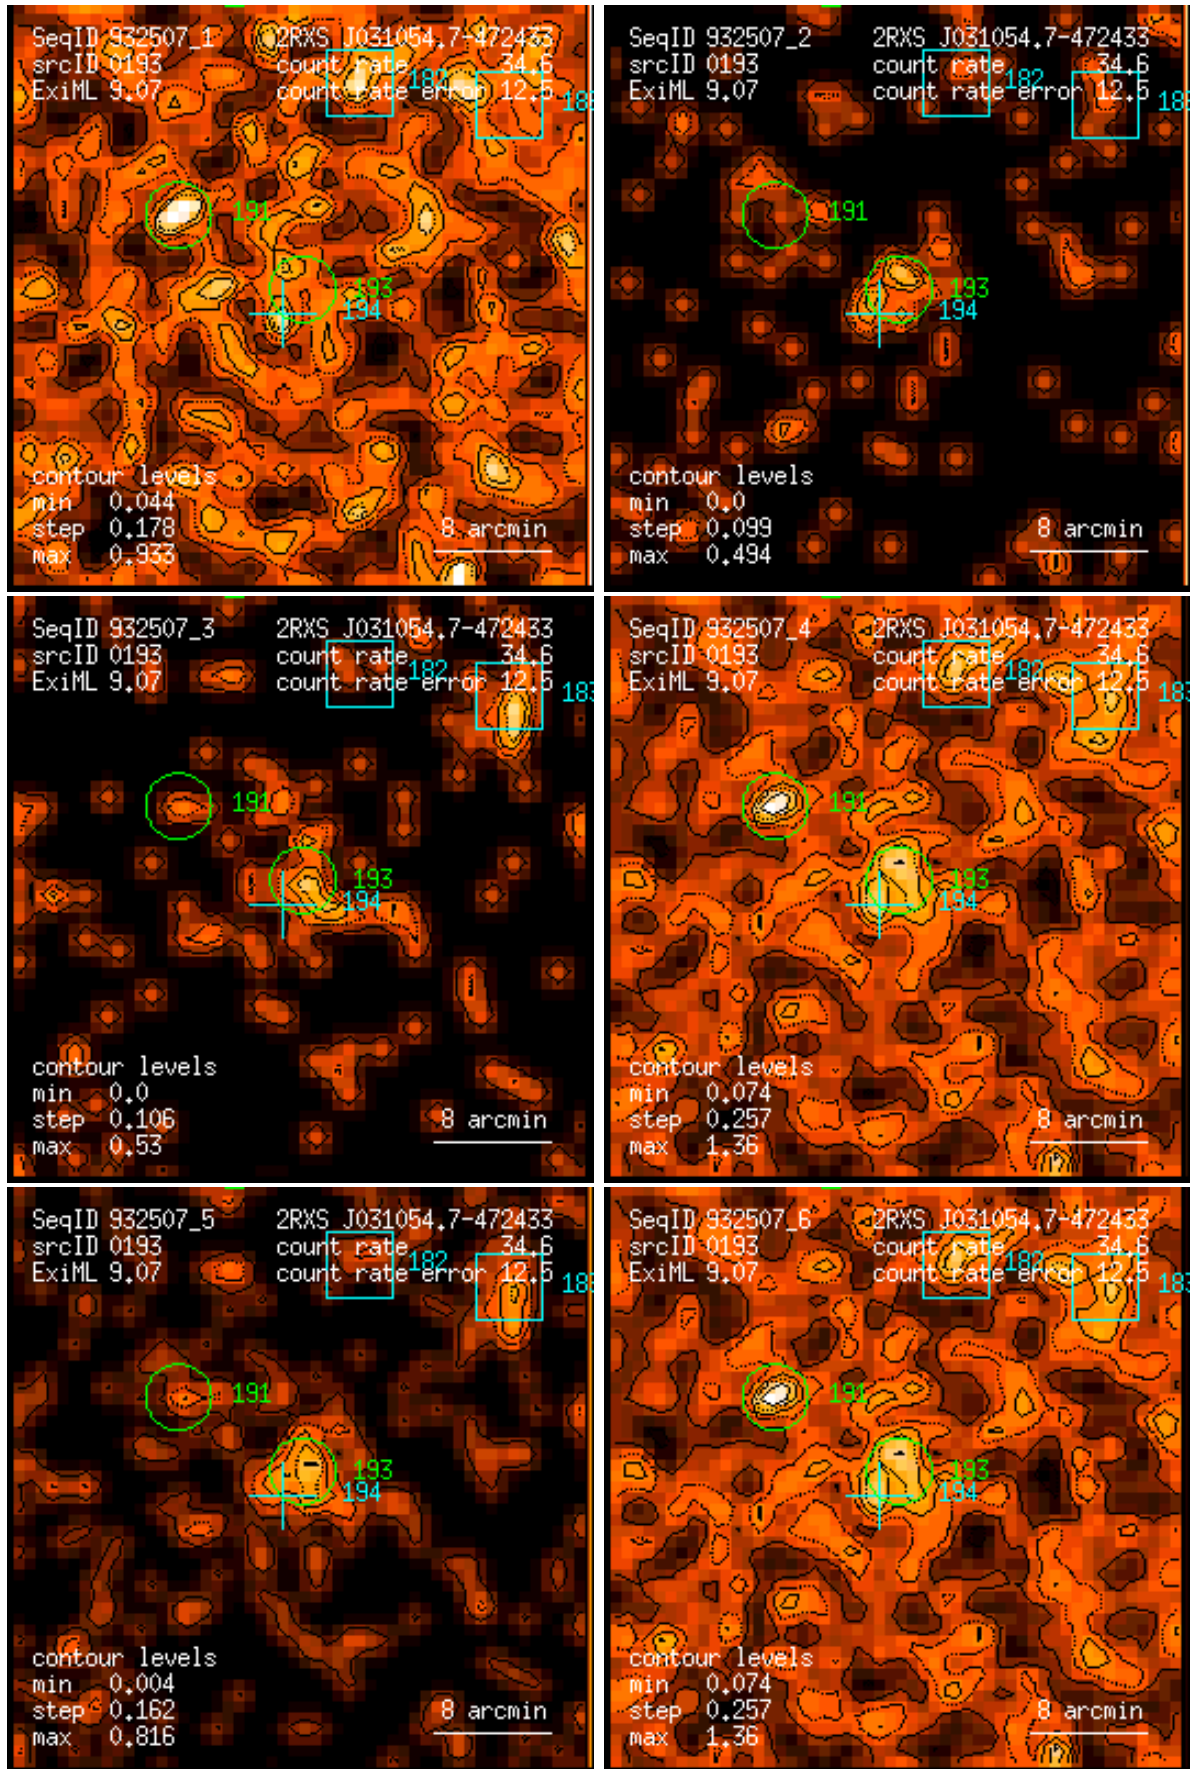 SeqID 932507_1 2RXS J031054.7-472433
srcID 0193 count rate 34.6
ExiML 9.07 count rate error 12.5
182
183
191
193
194
contour levels
min 0.044
step 0.178
max 0.933
8 arcmin
SeqID 932507_2 2RXS J031054.7-472433
srcID 0193 count rate 34.6
ExiML 9.07 count rate error 12.5
182
183
191
193
194
contour levels
min 0.0
step 0.099
max 0.494
8 arcmin
SeqID 932507_3 2RXS J031054.7-472433
srcID 0193 count rate 34.6
ExiML 9.07 count rate error 12.5
182
183
191
193
194
contour levels
min 0.0
step 0.106
max 0.53
8 arcmin
SeqID 932507_4 2RXS J031054.7-472433
srcID 0193 count rate 34.6
ExiML 9.07 count rate error 12.5
182
183
191
193
194
contour levels
min 0.074
step 0.257
max 1.36
8 arcmin
SeqID 932507_5 2RXS J031054.7-472433
srcID 0193 count rate 34.6
ExiML 9.07 count rate error 12.5
182
183
191
193
194
contour levels
min 0.004
step 0.162
max 0.816
8 arcmin
SeqID 932507_6 2RXS J031054.7-472433
srcID 0193 count rate 34.6
ExiML 9.07 count rate error 12.5
182
183
191
193
194
contour levels
min 0.074
step 0.257
max 1.36
8 arcmin